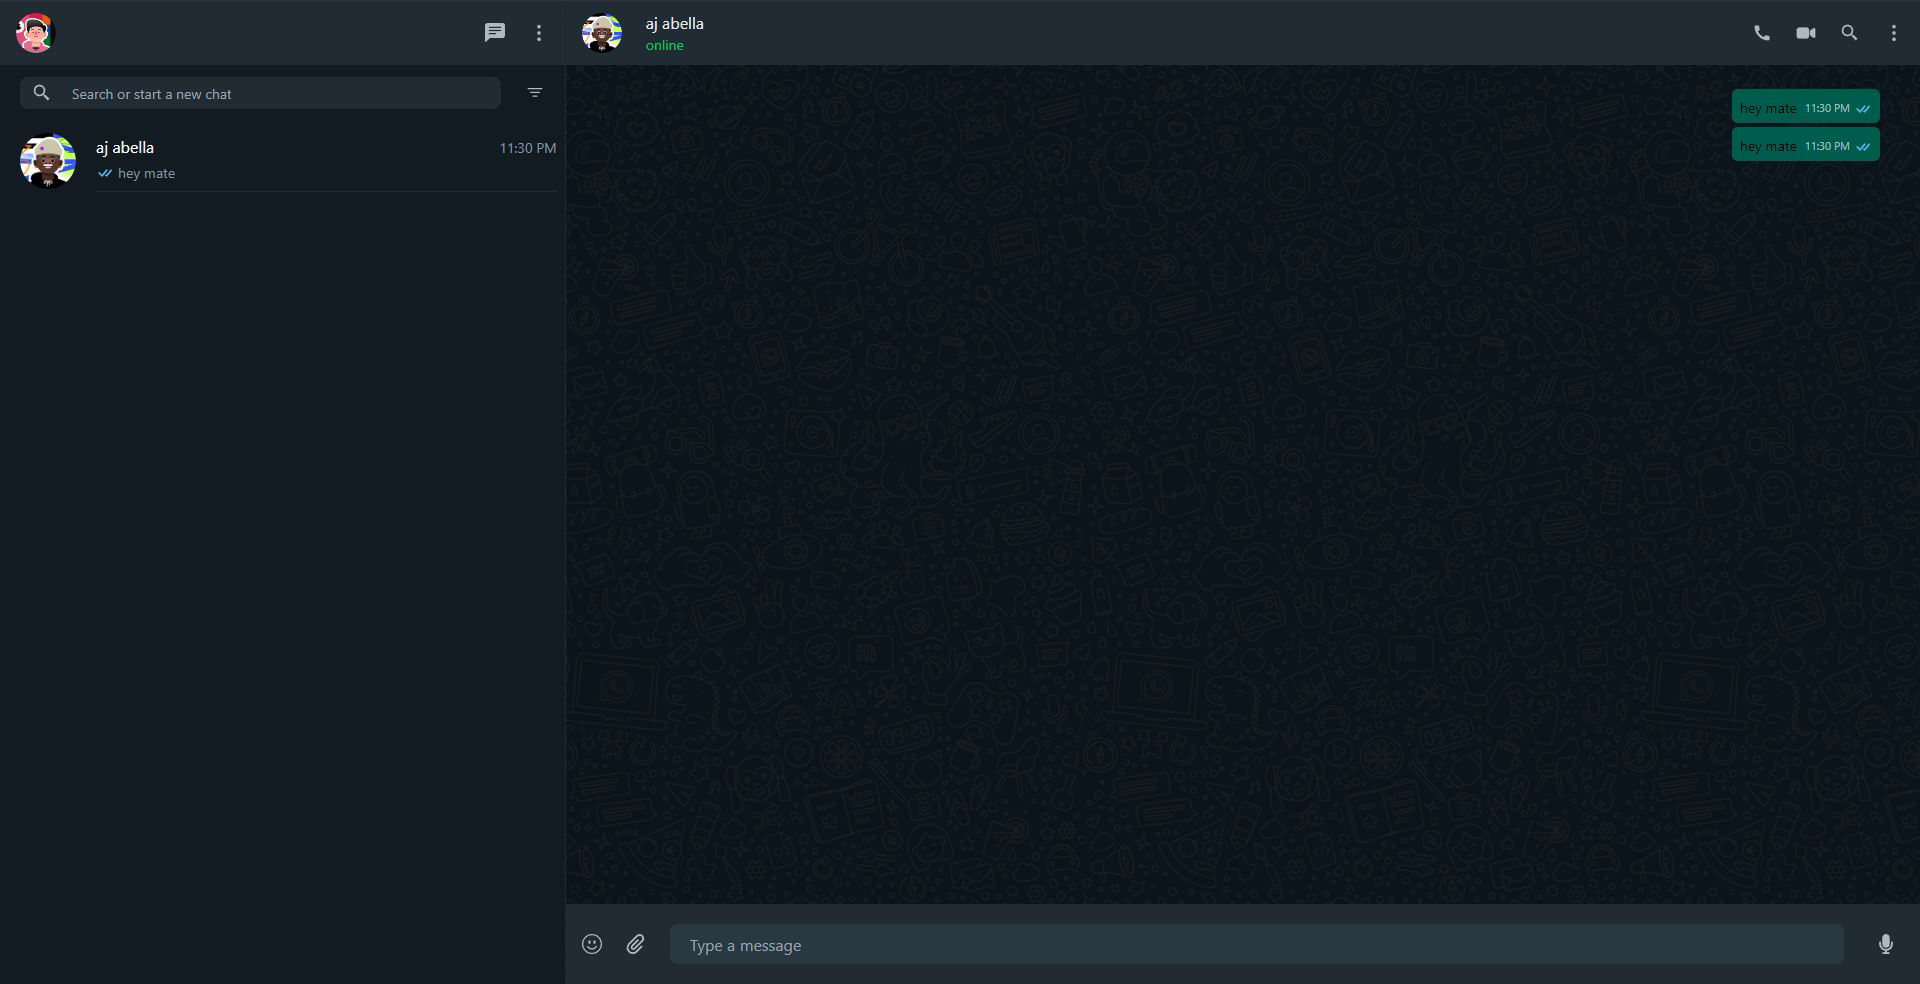 Search or start a new chat
aj abella
11:30 PM
hey mate
aj abella
online
hey mate 11:30 PM
hey mate 11:30 PM
Type a message